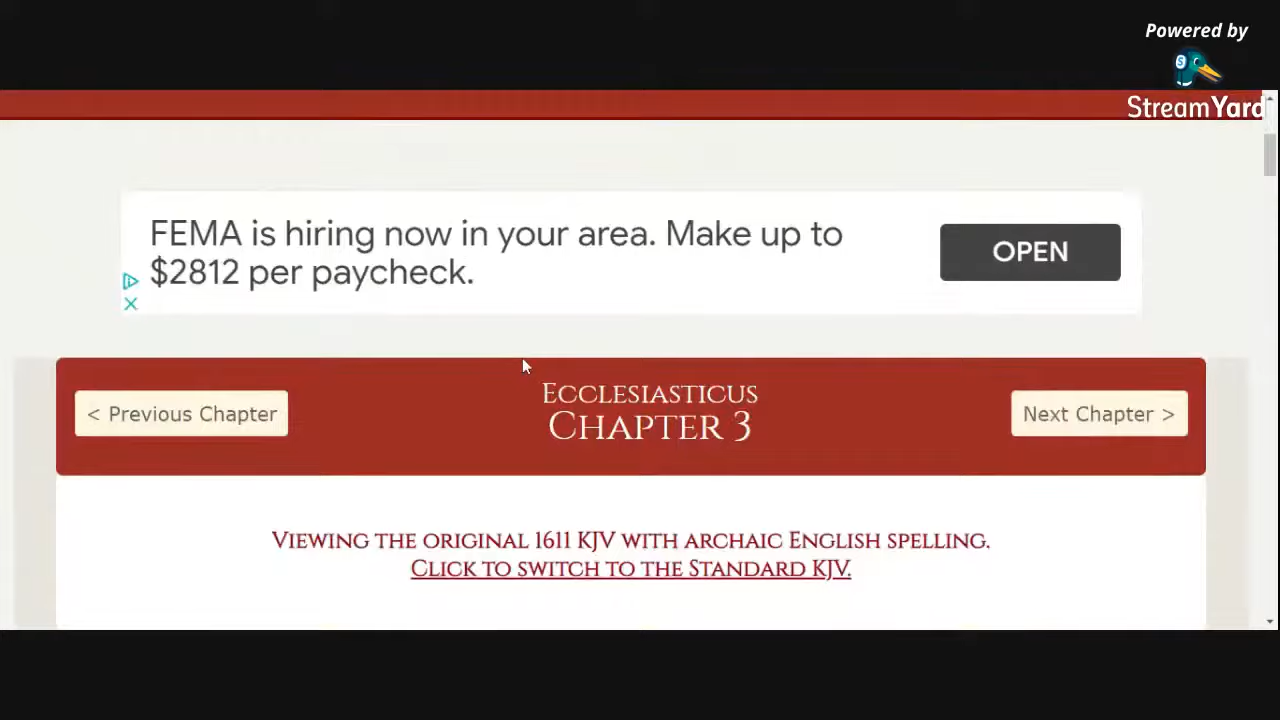 Powered by
StreamYard
FEMA is hiring now in your area. Make up to
$2812 per paycheck.
OPEN
< Previous Chapter
Ecclesiasticus
Chapter 3
Next Chapter >
Viewing the original 1611 KJV with archaic English spelling.
Click to switch to the Standard KJV.